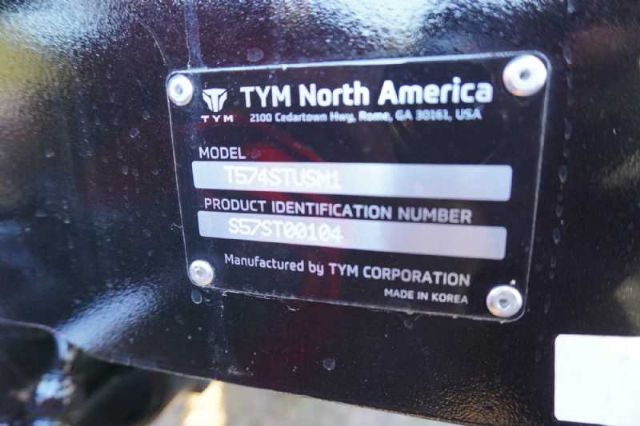 TYM TYM North America
2100 Cedartown Hwy, Rome, GA 30161, USA
MODEL
T574STUSM1
PRODUCT IDENTIFICATION NUMBER
S57ST00104
Manufactured by TYM CORPORATION
MADE IN KOREA